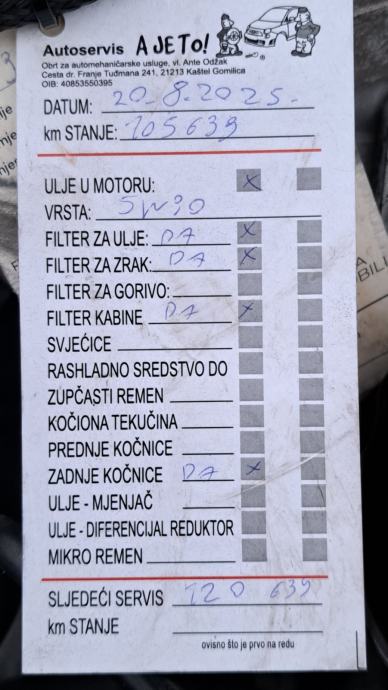 Autoservis AJETO!
Obrt za automehaničarske usluge, vl. Ante Odžak
Cesta dr. Franje Tuđmana 241, 21213 Kaštel Gomilica
OIB: 40853550395
DATUM: 20.8.2025.
km STANJE: 105639
ULJE U MOTORU: x
VRSTA: 5W30
FILTER ZA ULJE: DA x
FILTER ZA ZRAK: DA x
FILTER ZA GORIVO:
FILTER KABINE DA x
SVJEĆICE
RASHLADNO SREDSTVO DO
ZUPČASTI REMEN
KOČIONA TEKUČINA
PREDNJE KOČNICE
ZADNJE KOČNICE DA x
ULJE - MJENJAČ
ULJE - DIFERENCIJAL REDUKTOR
MIKRO REMEN
SLJEDEĆI SERVIS 120 639
km STANJE
ovisno što je prvo na redu